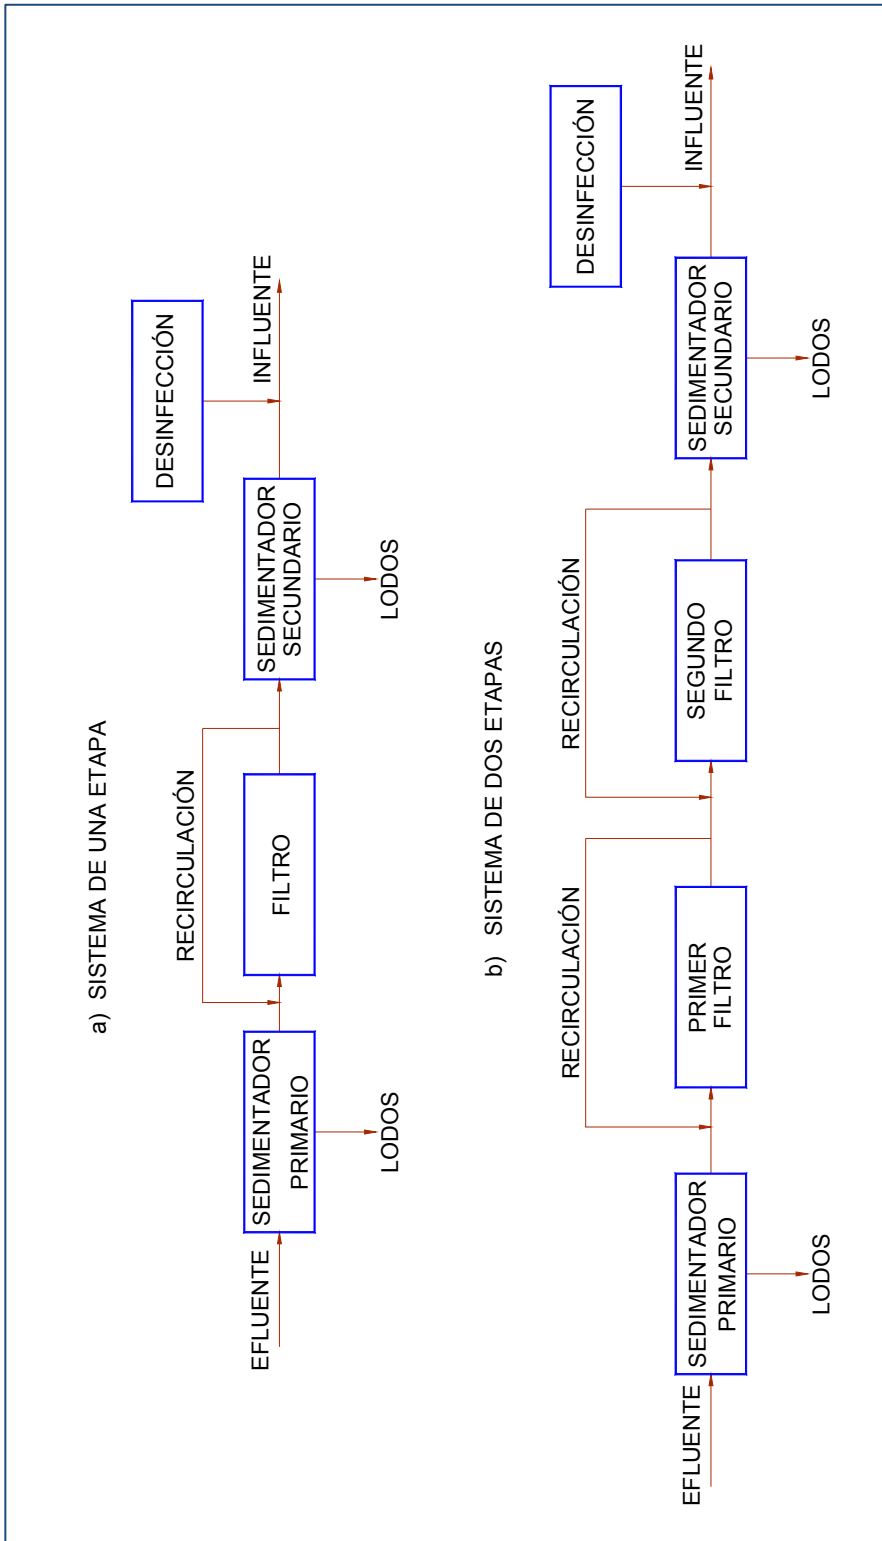 a) SISTEMA DE UNA ETAPA
EFLUENTE
SEDIMENTADOR
PRIMARIO
LODOS
RECIRCULACIÓN
FILTRO
SEDIMENTADOR
SECUNDARIO
LODOS
DESINFECCIÓN
INFLUENTE
b) SISTEMA DE DOS ETAPAS
EFLUENTE
SEDIMENTADOR
PRIMARIO
LODOS
RECIRCULACIÓN
PRIMER
FILTRO
RECIRCULACIÓN
SEGUNDO
FILTRO
SEDIMENTADOR
SECUNDARIO
LODOS
DESINFECCIÓN
INFLUENTE